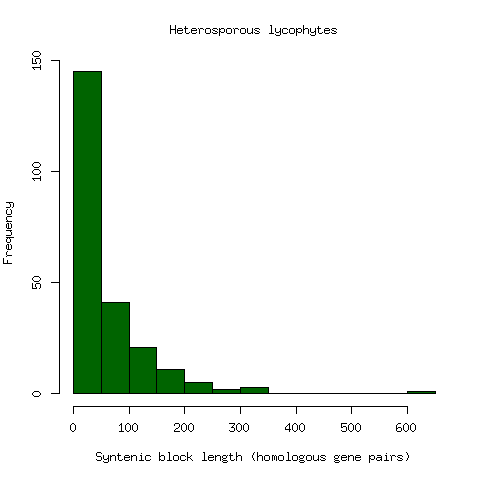 Heterosporous lycophytes
Frequency
150
100
50
0
0 100 200 300 400 500 600
Syntenic block length (homologous gene pairs)